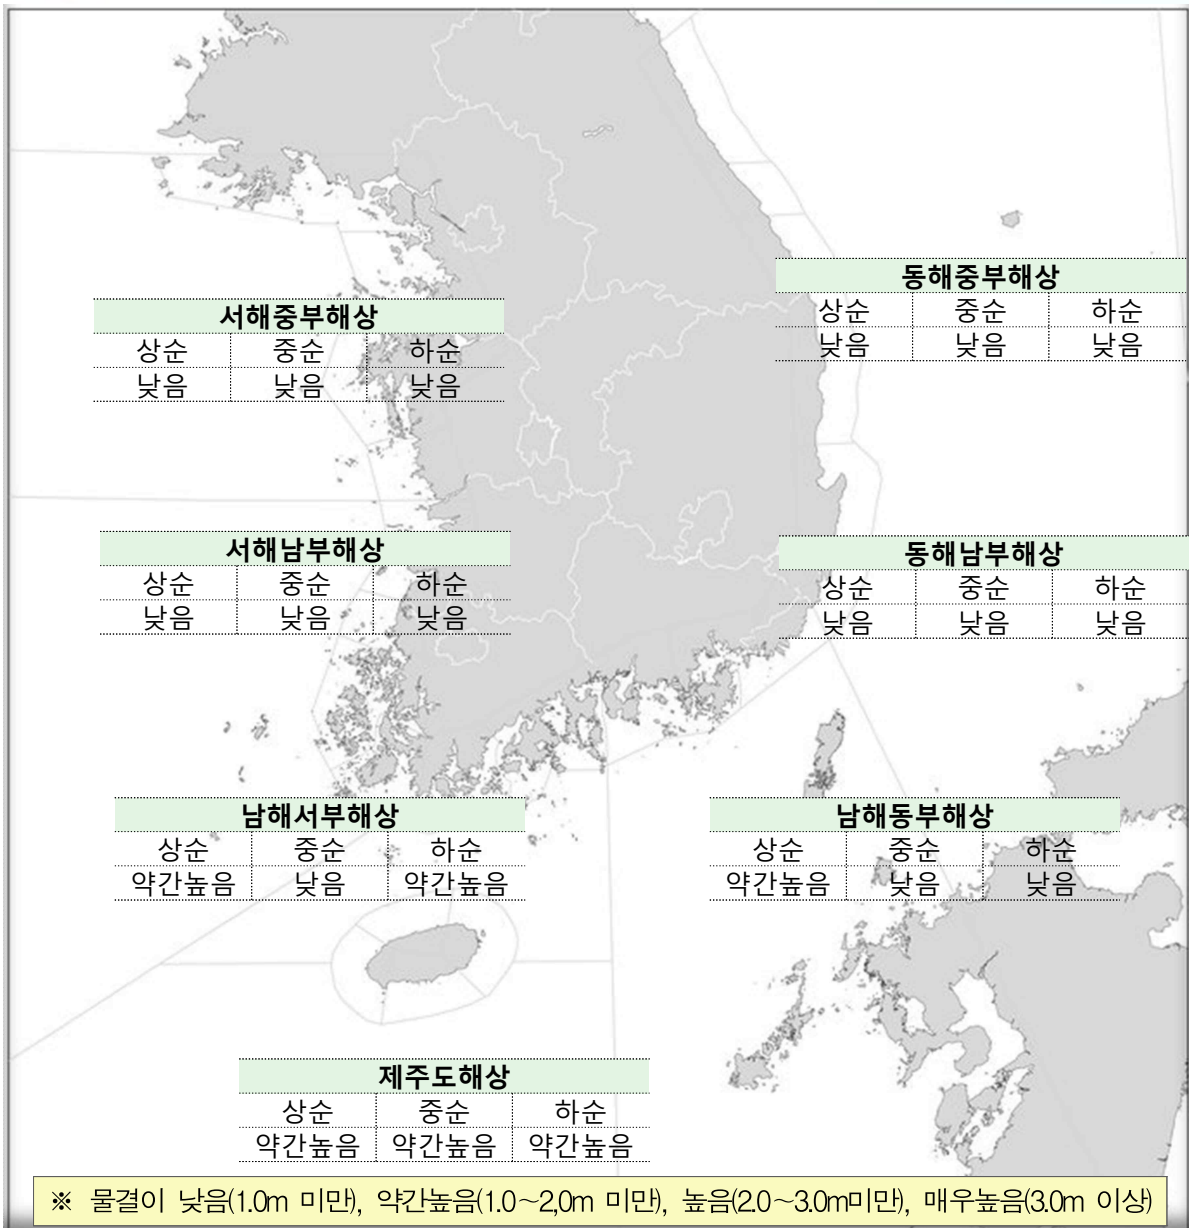 동해중부해상
상순 중순 하순
낮음 낮음 낮음
서해중부해상
상순 중순 하순
낮음 낮음 낮음
서해남부해상
상순 중순 하순
낮음 낮음 낮음
동해남부해상
상순 중순 하순
낮음 낮음 낮음
남해서부해상
상순 중순 하순
약간높음 낮음 약간높음
남해동부해상
상순 중순 하순
약간높음 낮음 낮음
제주도해상
상순 중순 하순
약간높음 약간높음 약간높음
※ 물결이 낮음(1.0m 미만), 약간높음(1.0~2,0m 미만), 높음(2.0~3.0m미만), 매우높음(3.0m 이상)